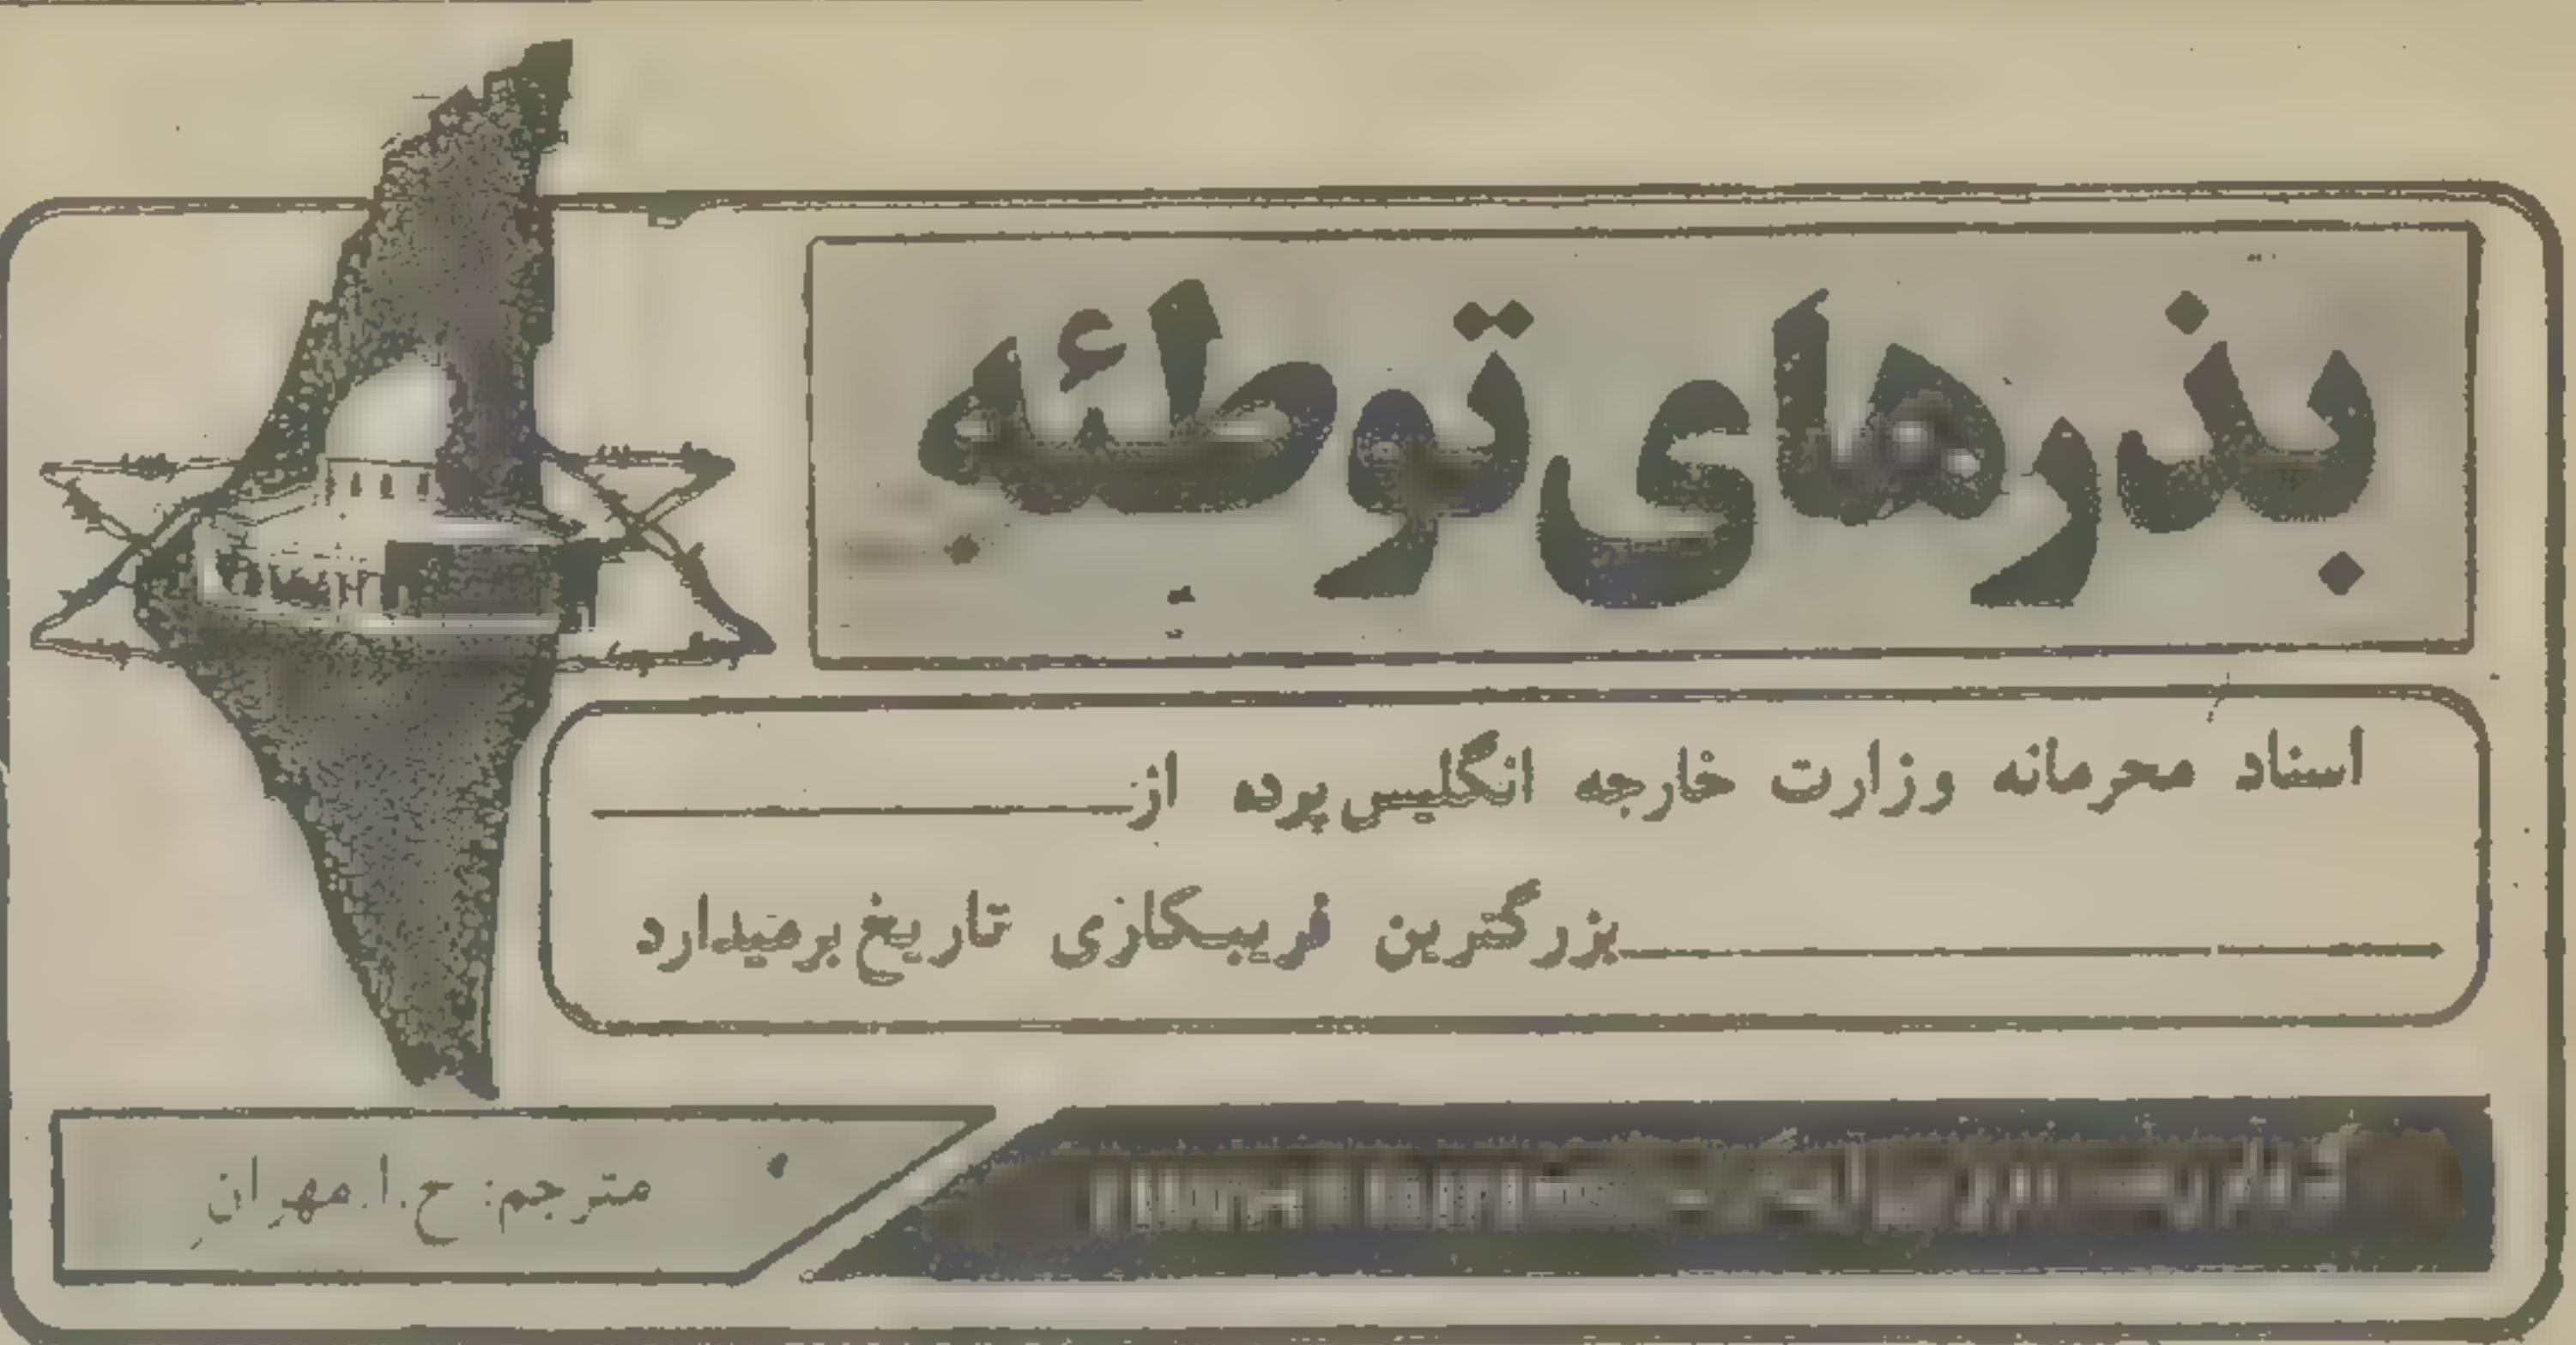 بذرهای توطئه
اسناد محرمانه وزارت خارجه انگلیس پرده از
بزرگترین فریبکاری تاریخ برمیدارد
مترجم: ح.ا.مهران